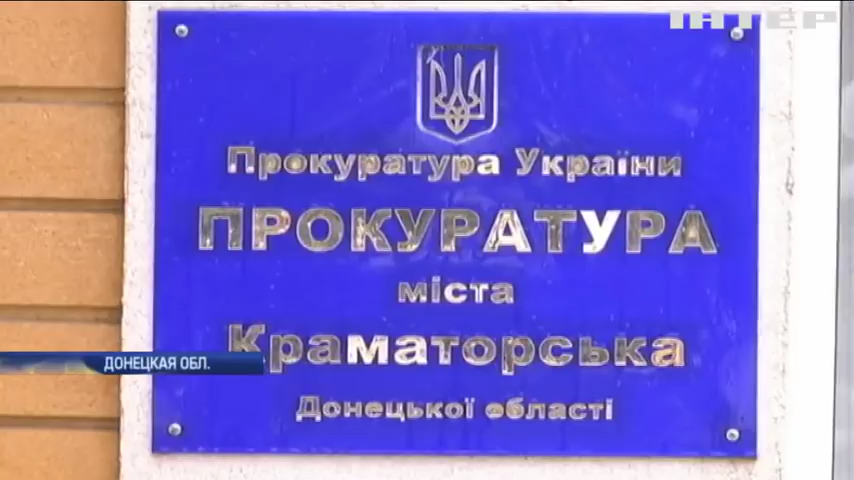 ІНТЕР
Прокуратура України
ПРОКУРАТУРА
міста
Краматорська
ДОНЕЦКАЯ ОБЛ.
Донецької області